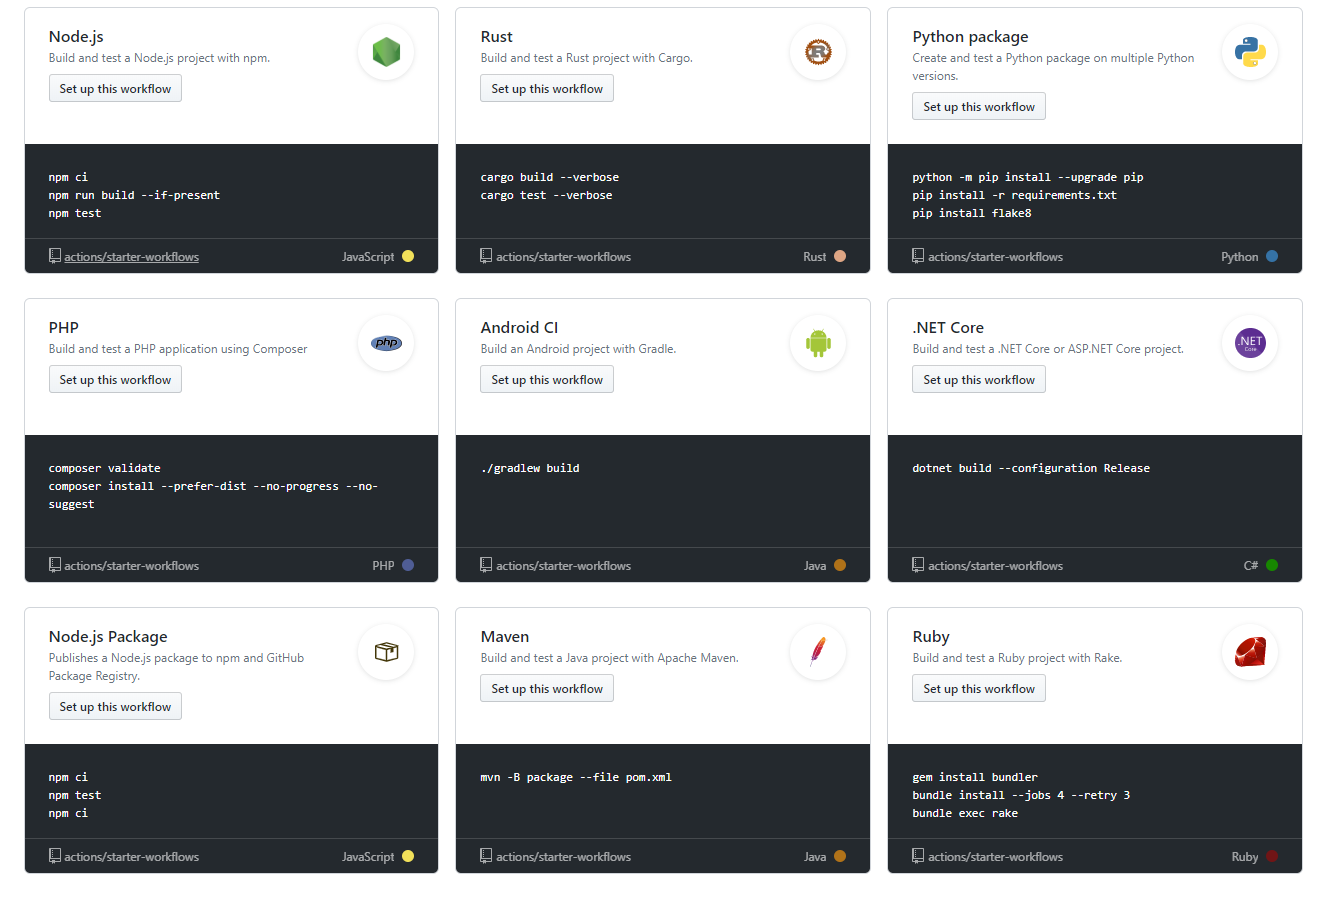 Node.js
Build and test a Node.js project with npm.
Set up this workflow
npm ci
npm run build --if-present
npm test
actions/starter-workflows
JavaScript
Rust
Build and test a Rust project with Cargo.
Set up this workflow
R
cargo build --verbose
cargo test --verbose
actions/starter-workflows
Rust
Python package
Create and test a Python package on multiple Python
versions.
Set up this workflow
python -m pip install --upgrade pip
pip install -r requirements.txt
pip install flake8
actions/starter-workflows
Python
PHP
Build and test a PHP application using Composer
Set up this workflow
php
composer validate
composer install --prefer-dist --no-progress --no-
suggest
actions/starter-workflows
PHP
Android CI
Build an Android project with Gradle.
Set up this workflow
./gradlew build
actions/starter-workflows
Java
.NET Core
Build and test a .NET Core or ASP.NET Core project.
Set up this workflow
.NET
Core
dotnet build --configuration Release
actions/starter-workflows
C#
Node.js Package
Publishes a Node.js package to npm and GitHub
Package Registry.
Set up this workflow
npm ci
npm test
npm ci
actions/starter-workflows
JavaScript
Maven
Build and test a Java project with Apache Maven.
Set up this workflow
mvn -B package --file pom.xml
actions/starter-workflows
Java
Ruby
Build and test a Ruby project with Rake.
Set up this workflow
gem install bundler
bundle install --jobs 4 --retry 3
bundle exec rake
actions/starter-workflows
Ruby